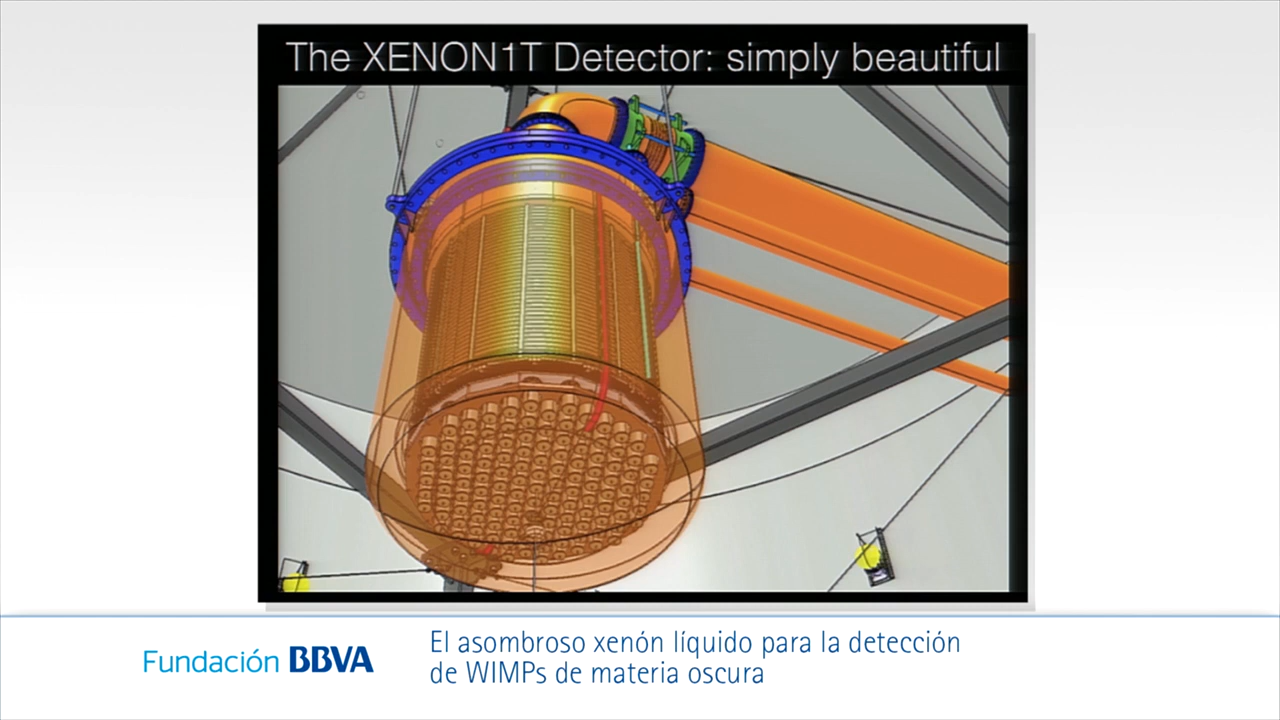 The XENON1T Detector: simply beautiful
Fundación BBVA
El asombroso xenón líquido para la detección
de WIMPs de materia oscura